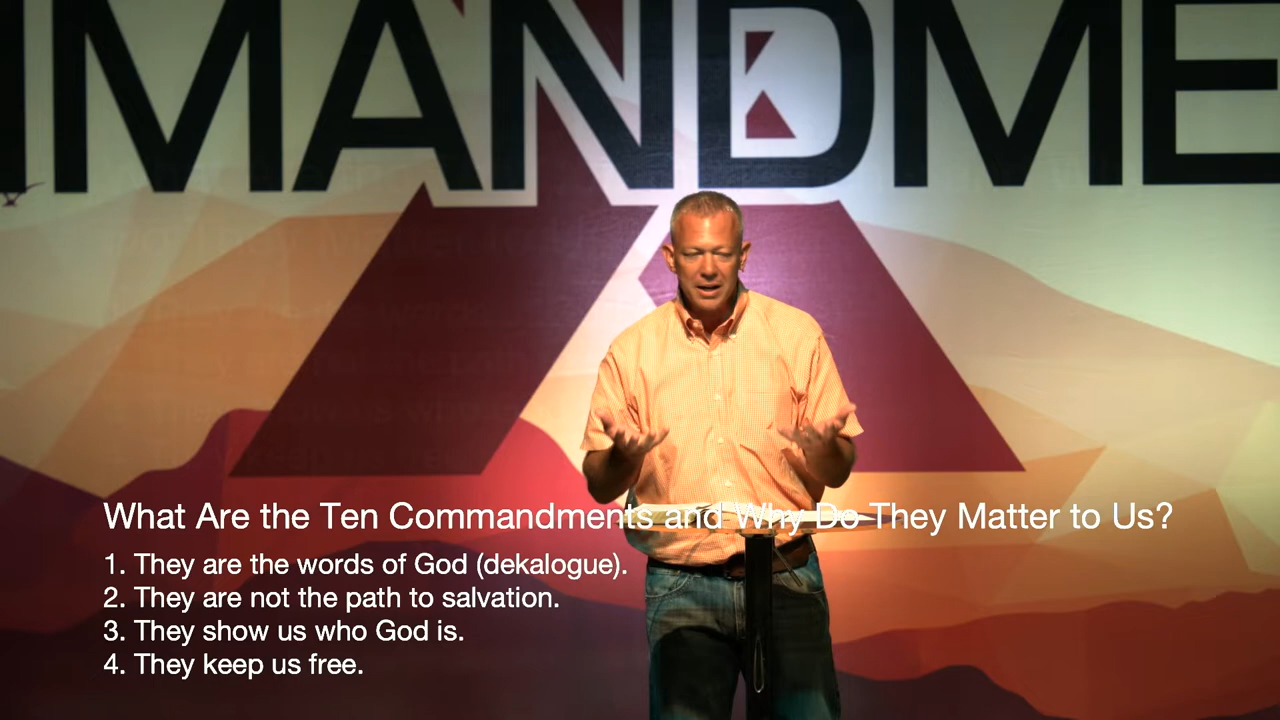 MMANDME
What Are the Ten Commandments and Why Do They Matter to Us?
1. They are the words of God (dekalogue).
2. They are not the path to salvation.
3. They show us who God is.
4. They keep us free.